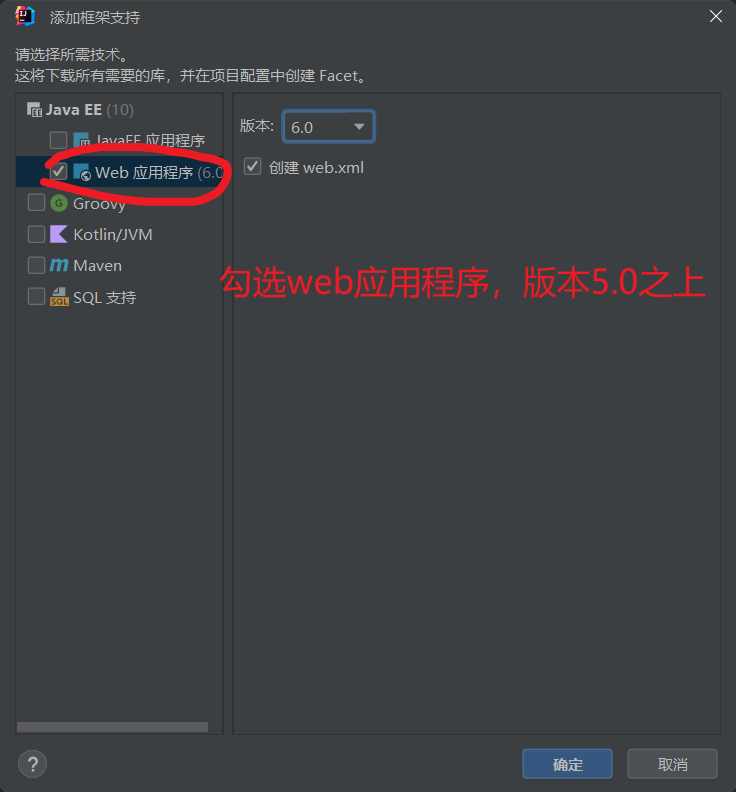 添加框架支持
请选择所需技术。
这将下载所有需要的库，并在项目配置中创建 Facet。
Java EE (10)
JavaEE 应用程序
Web 应用程序 (6.0
Groovy
Kotlin/JVM
Maven
SQL 支持
版本: 6.0
创建 web.xml
勾选web应用程序，版本5.0之上
确定
取消